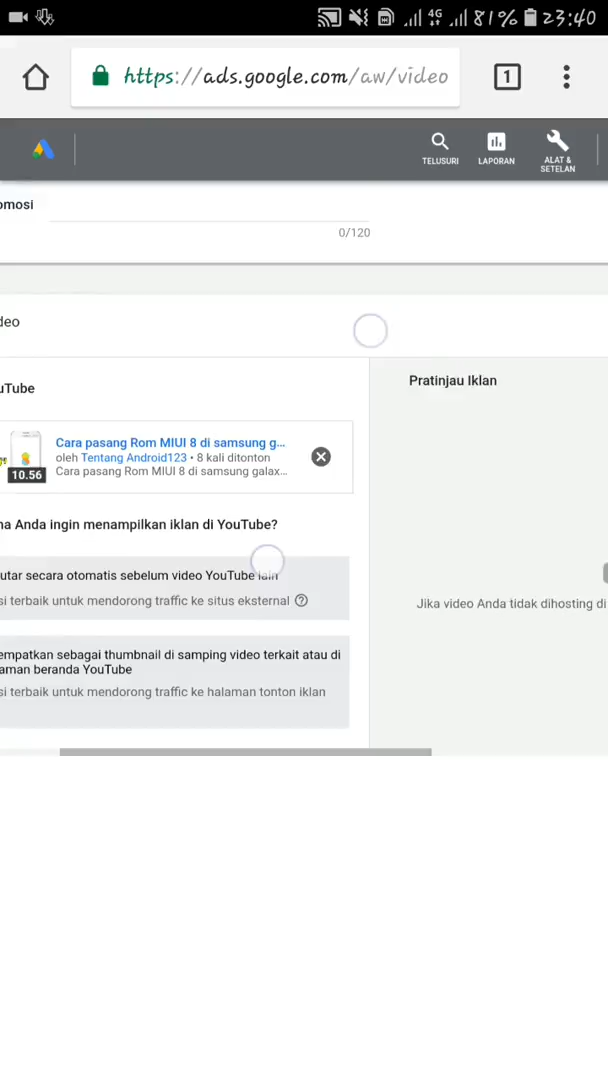 4G 81% 23:40
https://ads.google.com/aw/video
1
TELUSURI
LAPORAN
ALAT &
SETELAN
omosi
0/120
deo
uTube
Pratinjau Iklan
Cara pasang Rom MIUI 8 di samsung g...
oleh Tentang Android123 • 8 kali ditonton
Cara pasang Rom MIUI 8 di samsung galax...
10.56
na Anda ingin menampilkan iklan di YouTube?
utar secara otomatis sebelum video YouTube lain
si terbaik untuk mendorong traffic ke situs eksternal
Jika video Anda tidak dihosting di
empatkan sebagai thumbnail di samping video terkait atau di
aman beranda YouTube
si terbaik untuk mendorong traffic ke halaman tonton iklan